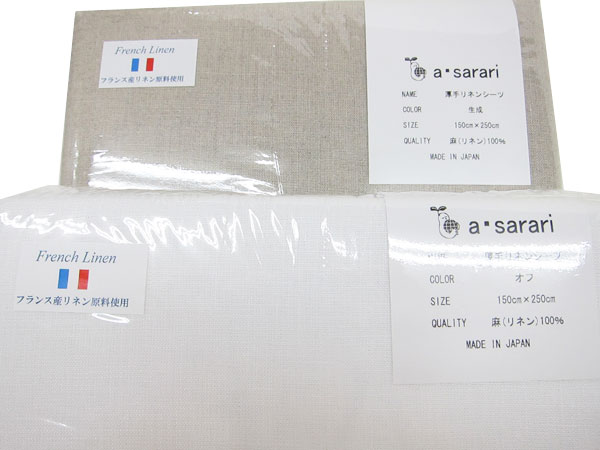 French Linen
フランス産リネン原料使用
a・sarari
NAME 薄手リネンシーツ
COLOR 生成
SIZE 150cm×250cm
QUALITY 麻(リネン)100%
MADE IN JAPAN
French Linen
フランス産リネン原料使用
a・sarari
薄手リネンシーツ
COLOR オフ
SIZE 150cm×250cm
QUALITY 麻(リネン)100%
MADE IN JAPAN